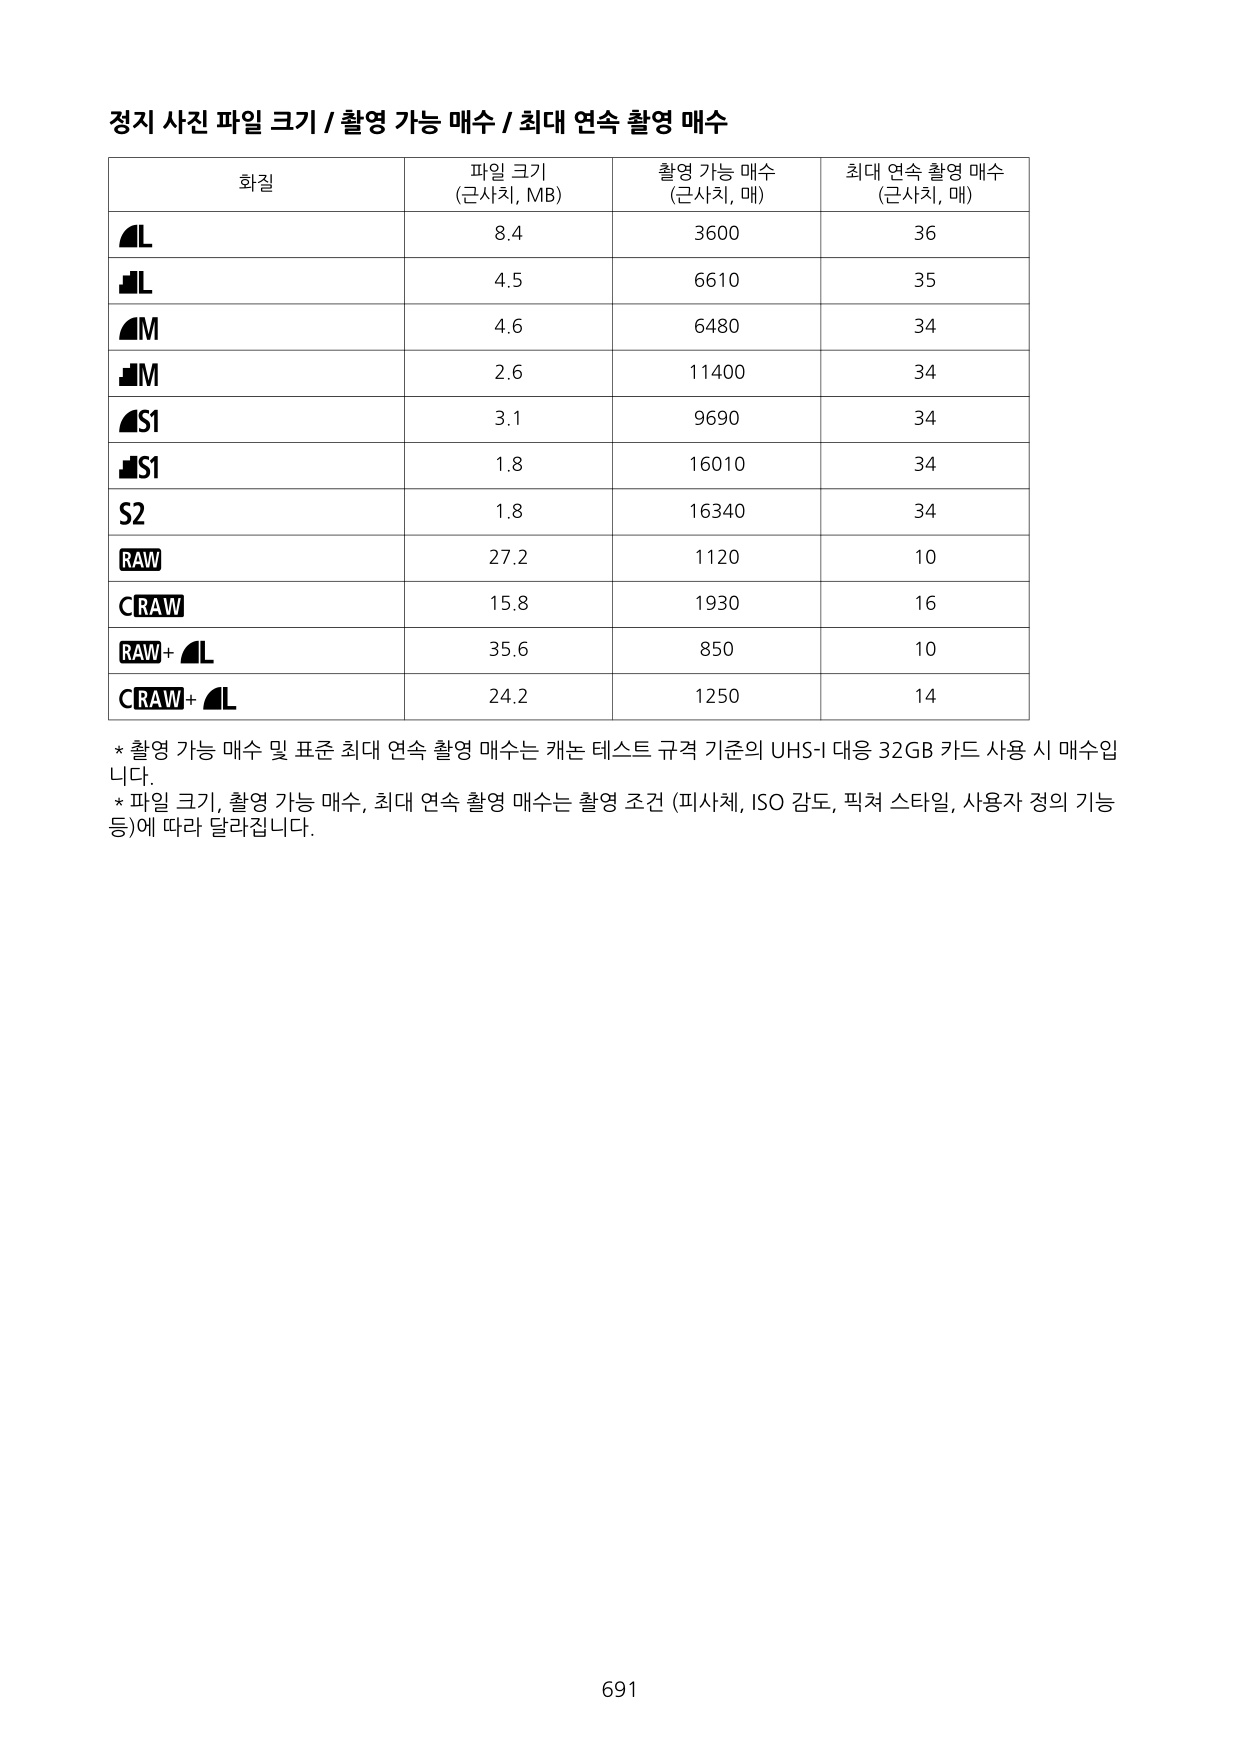 정지 사진 파일 크기 / 촬영 가능 매수 / 최대 연속 촬영 매수
화질 파일 크기 (근사치, MB) 촬영 가능 매수 (근사치, 매) 최대 연속 촬영 매수 (근사치, 매)
L 8.4 3600 36
L 4.5 6610 35
M 4.6 6480 34
M 2.6 11400 34
S1 3.1 9690 34
S1 1.8 16010 34
S2 1.8 16340 34
RAW 27.2 1120 10
CRAW 15.8 1930 16
RAW+ L 35.6 850 10
CRAW+ L 24.2 1250 14
* 촬영 가능 매수 및 표준 최대 연속 촬영 매수는 캐논 테스트 규격 기준의 UHS-I 대응 32GB 카드 사용 시 매수입
니다.
* 파일 크기, 촬영 가능 매수, 최대 연속 촬영 매수는 촬영 조건 (피사체, ISO 감도, 픽쳐 스타일, 사용자 정의 기능
등)에 따라 달라집니다.
691